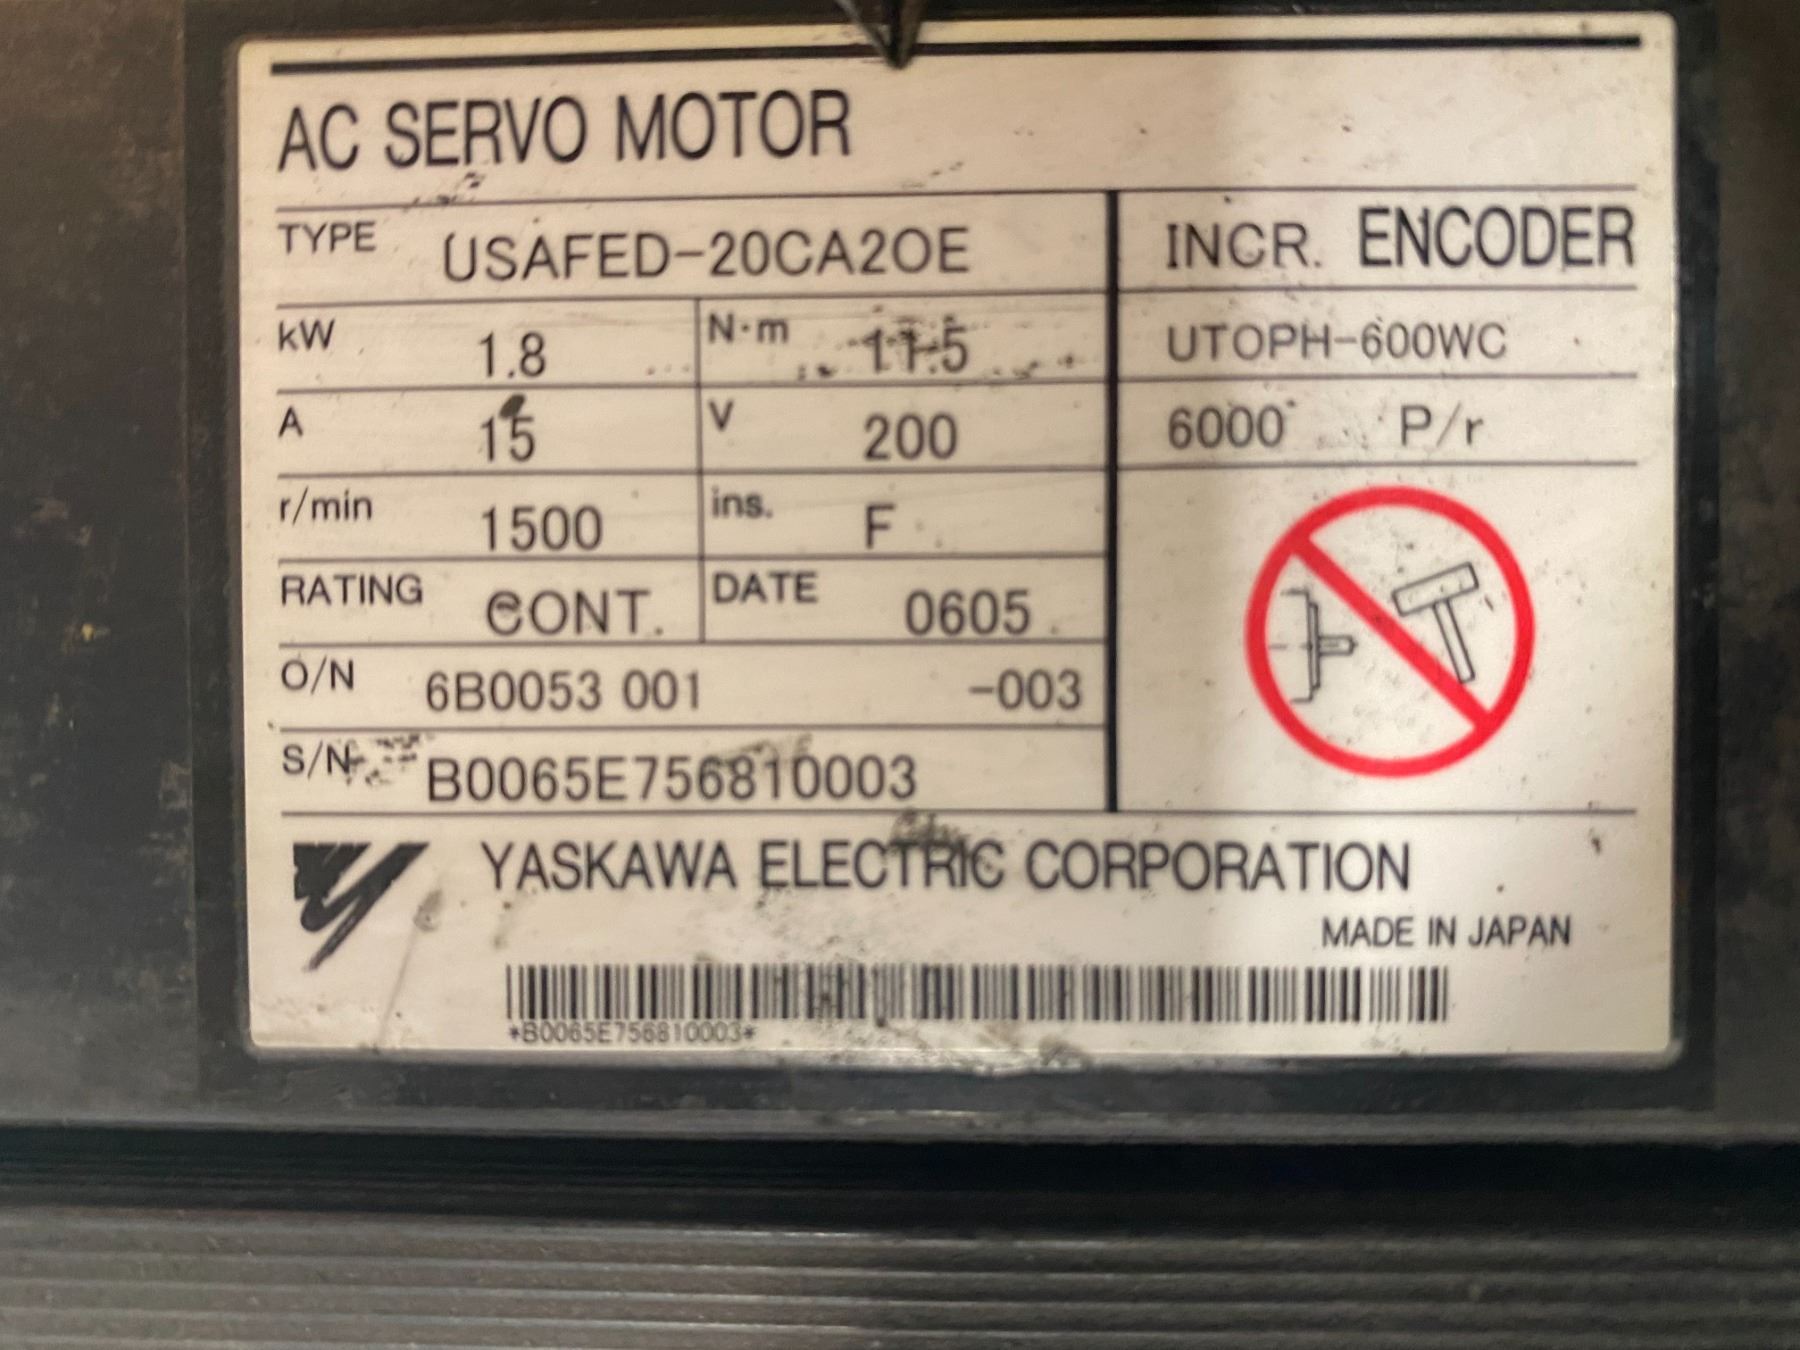 AC SERVO MOTOR
TYPE USAFED-20CA2OE INCR. ENCODER
kW 1.8 N·m 11.5 UTOPH-600WC
A 15 V 200 6000 P/r
r/min 1500 ins. F
RATING CONT. DATE 0605
O/N 6B0053 001 -003
S/N B0065E756810003
YASKAWA ELECTRIC CORPORATION
MADE IN JAPAN
*B0065E756810003*